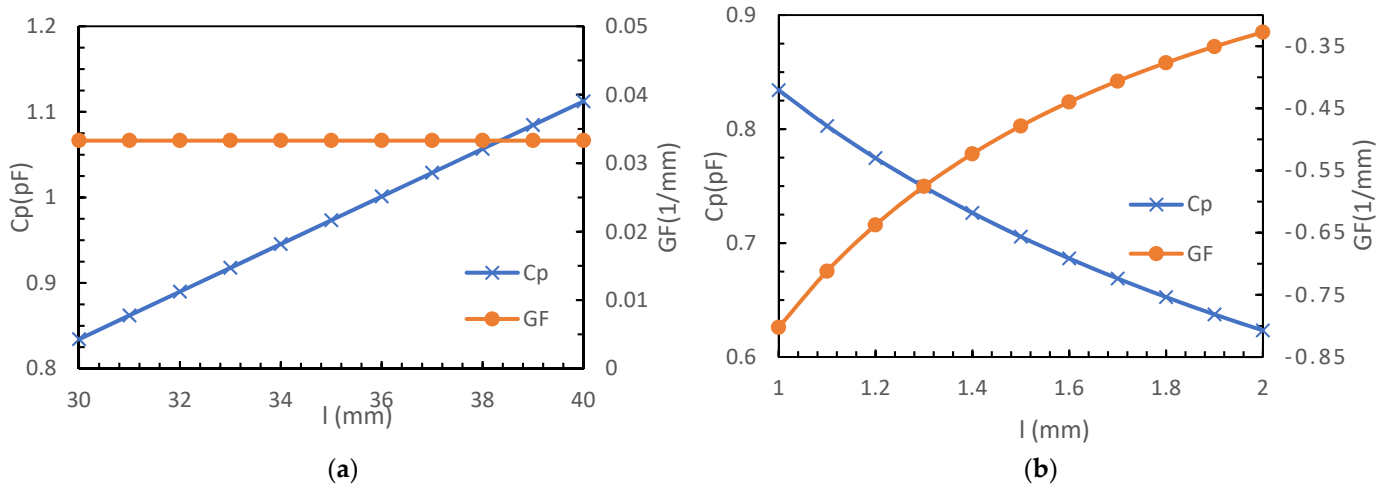 1.2
1.1
1
0.9
0.8
Cp(pF)
0.05
0.04
0.03
0.02
0.01
0
GF(1/mm)
Cp
GF
30 32 34 36 38 40
l (mm)
(a)
0.9
0.8
0.7
0.6
Cp(pF)
-0.35
-0.45
-0.55
-0.65
-0.75
-0.85
GF(1/mm)
Cp
GF
1 1.2 1.4 1.6 1.8 2
l (mm)
(b)